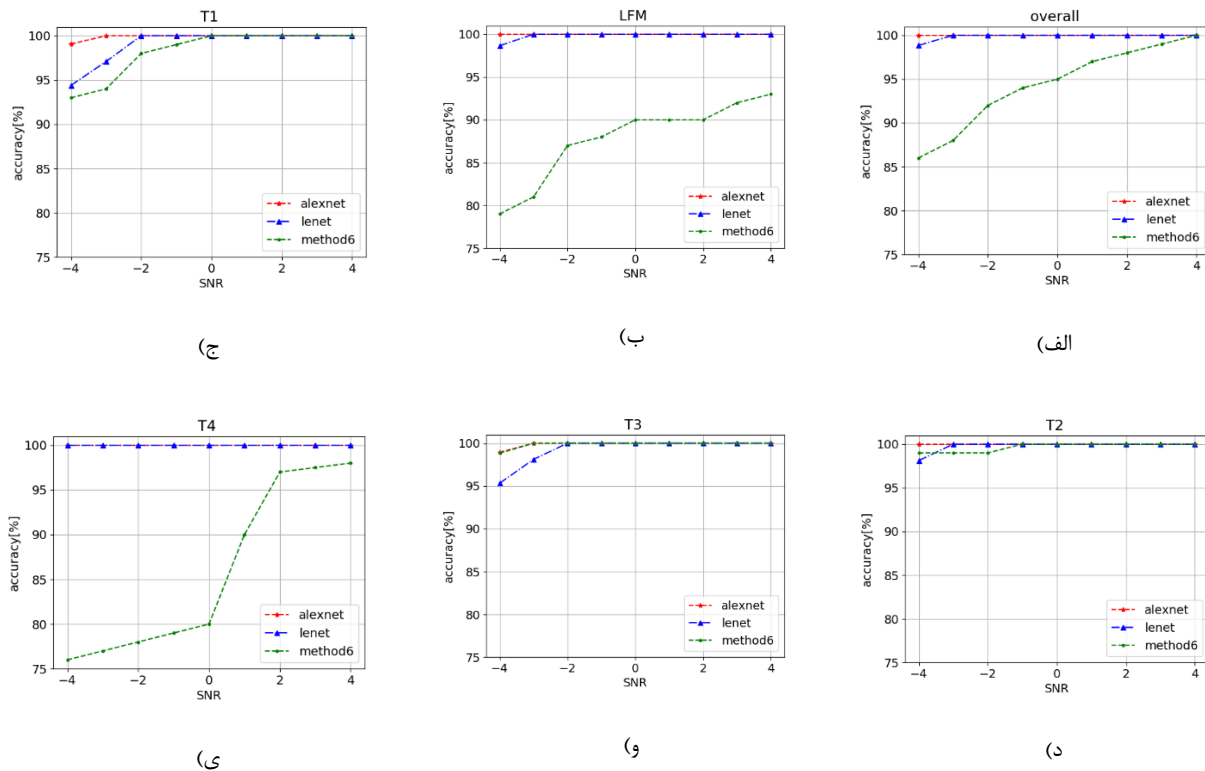 T1
100
95
90
85
80
75
accuracy[%]
alexnet
lenet
method6
−4 −2 0 2 4
SNR
ج)
LFM
100
95
90
85
80
75
accuracy[%]
alexnet
lenet
method6
−4 −2 0 2 4
SNR
ب)
overall
100
95
90
85
80
75
accuracy[%]
alexnet
lenet
method6
−4 −2 0 2 4
SNR
الف)
T4
100
95
90
85
80
75
accuracy[%]
alexnet
lenet
method6
−4 −2 0 2 4
SNR
ی)
T3
100
95
90
85
80
75
accuracy[%]
alexnet
lenet
method6
−4 −2 0 2 4
SNR
و)
T2
100
95
90
85
80
75
accuracy[%]
alexnet
lenet
method6
−4 −2 0 2 4
SNR
د)